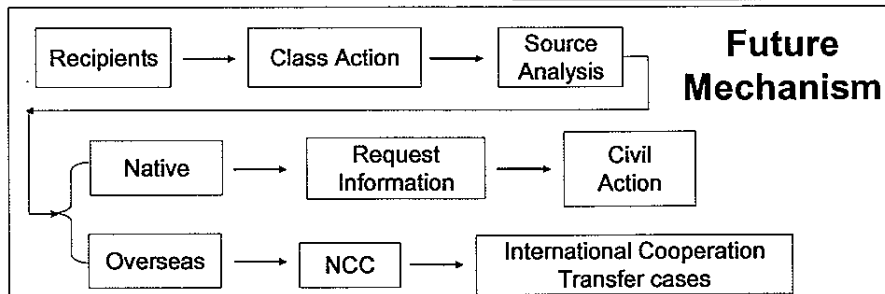 Recipients
Class Action
Source
Analysis
Future
Mechanism
Native
Request
Information
Civil
Action
Overseas
NCC
International Cooperation
Transfer cases